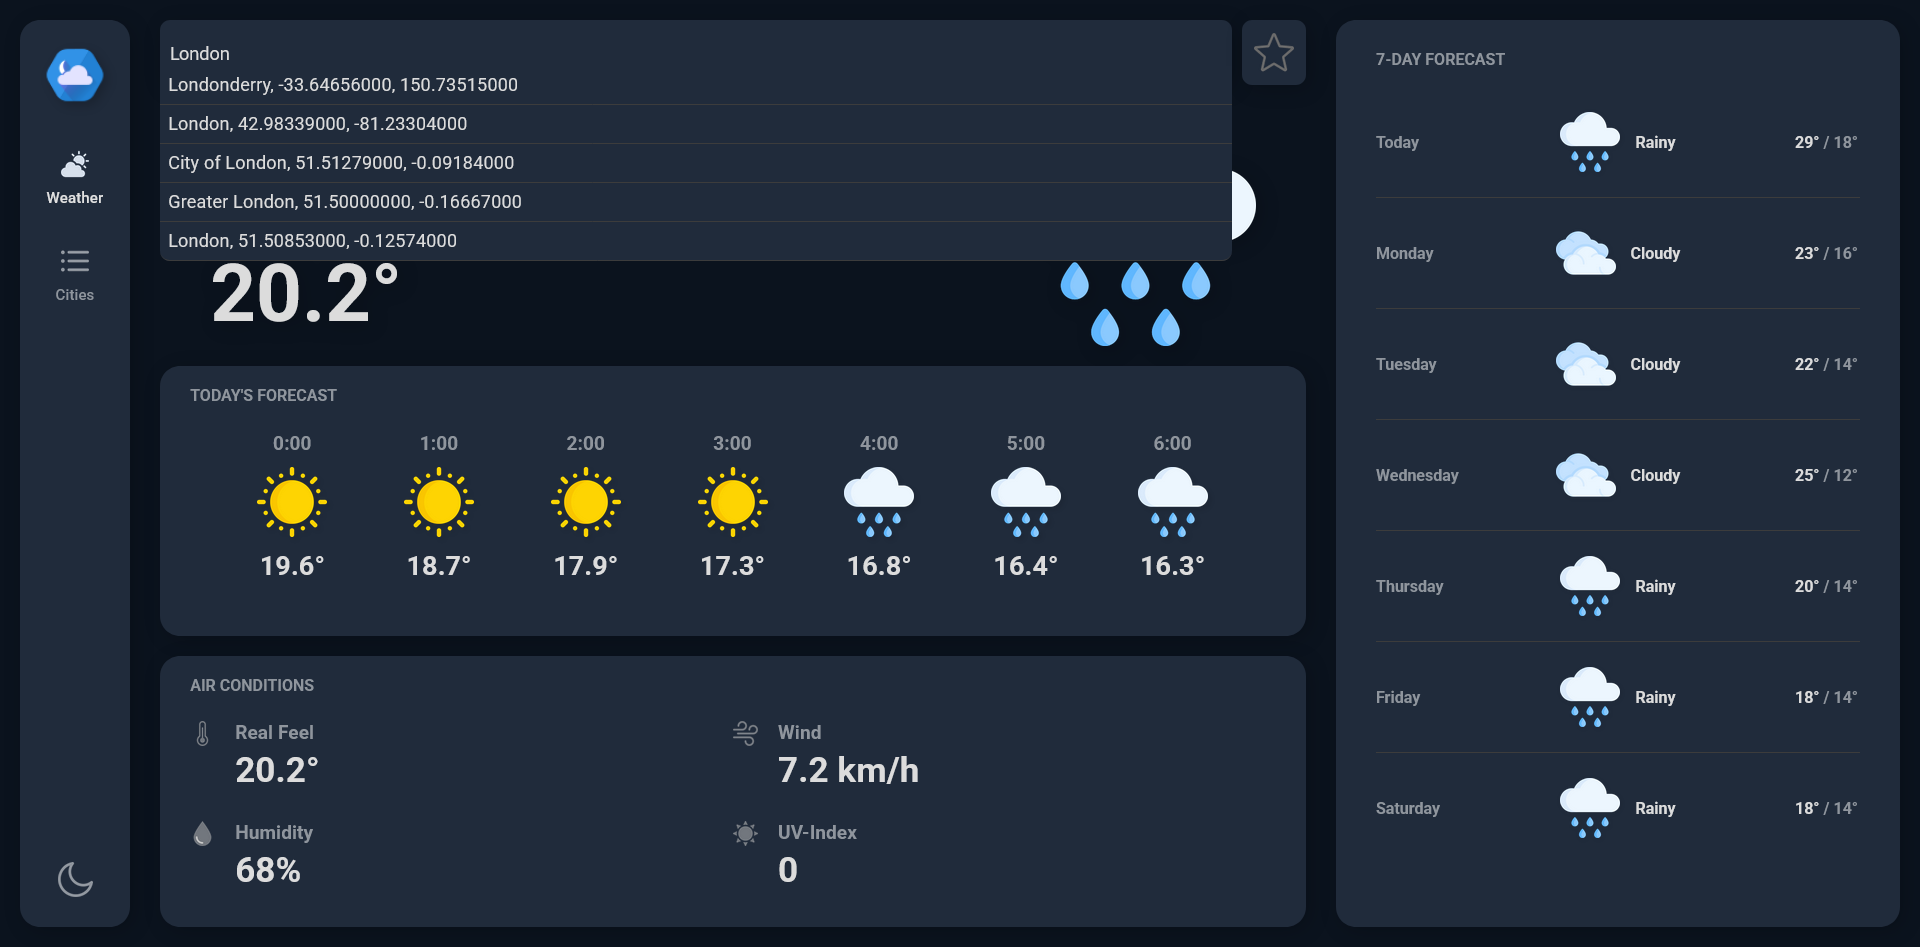 Weather
Cities
London
Londonderry, -33.64656000, 150.73515000
London, 42.98339000, -81.23304000
City of London, 51.51279000, -0.09184000
Greater London, 51.50000000, -0.16667000
London, 51.50853000, -0.12574000
20.2°
TODAY'S FORECAST
0:00 1:00 2:00 3:00 4:00 5:00 6:00
19.6° 18.7° 17.9° 17.3° 16.8° 16.4° 16.3°
AIR CONDITIONS
Real Feel
20.2°
Wind
7.2 km/h
Humidity
68%
UV-Index
0
7-DAY FORECAST
Today Rainy 29° / 18°
Monday Cloudy 23° / 16°
Tuesday Cloudy 22° / 14°
Wednesday Cloudy 25° / 12°
Thursday Rainy 20° / 14°
Friday Rainy 18° / 14°
Saturday Rainy 18° / 14°